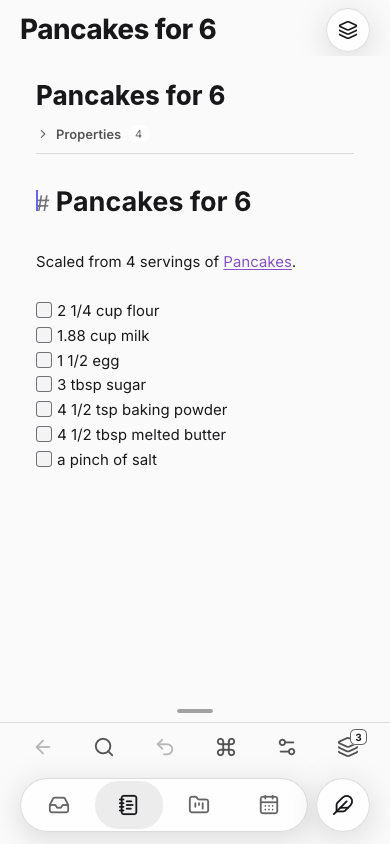 Pancakes for 6
Pancakes for 6
Properties 4
# Pancakes for 6
Scaled from 4 servings of Pancakes.
2 1/4 cup flour
1.88 cup milk
1 1/2 egg
3 tbsp sugar
4 1/2 tsp baking powder
4 1/2 tbsp melted butter
a pinch of salt
3